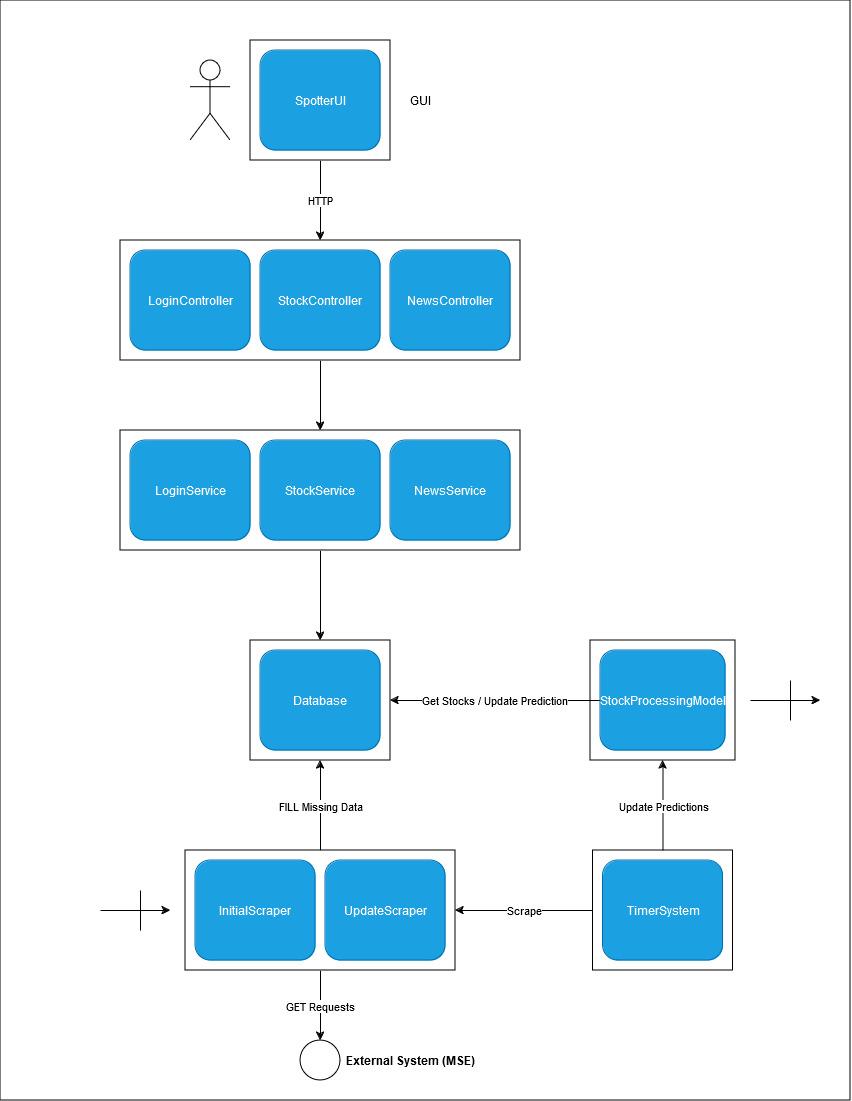 SpotterUI
GUI
HTTP
LoginController
StockController
NewsController
LoginService
StockService
NewsService
Database
Get Stocks / Update Prediction
StockProcessingModel
FILL Missing Data
Update Predictions
InitialScraper
UpdateScraper
Scrape
TimerSystem
GET Requests
External System (MSE)